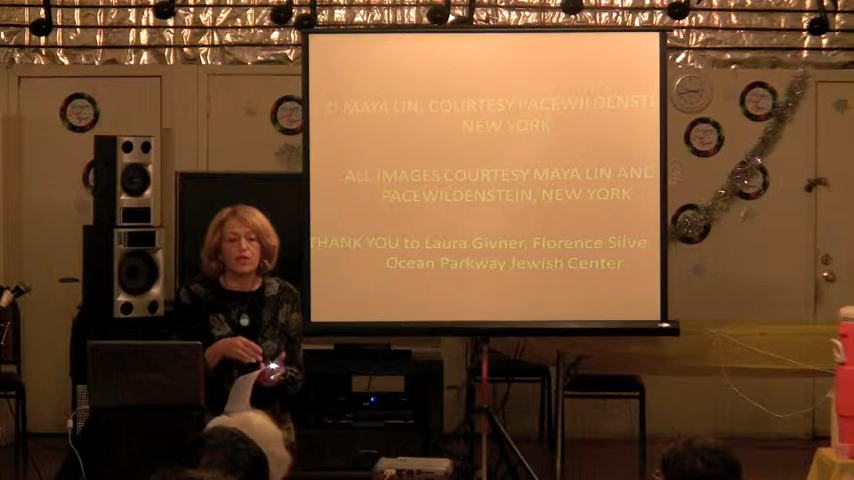 © MAYA LIN, COURTESY PACEWILDENSTI
NEW YORK
ALL IMAGES COURTESY MAYA LIN AND
PACEWILDENSTEIN, NEW YORK
THANK YOU to Laura Givner, Florence Silve
Ocean Parkway Jewish Center